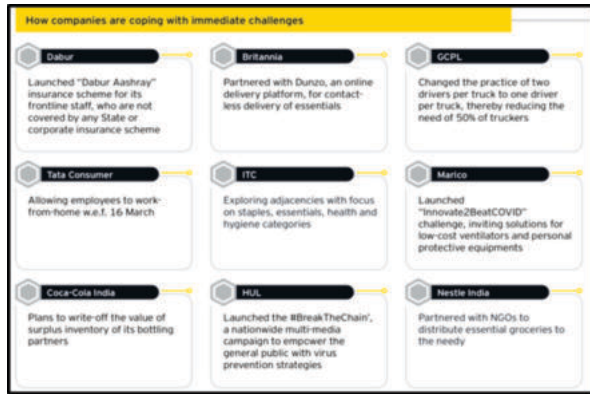 How companies are coping with immediate challenges
Dabur
Launched "Dabur Aashray"
insurance scheme for its
frontline staff, who are not
covered by any State or
corporate insurance scheme
Britannia
Partnered with Dunzo, an online
delivery platform, for contact-
less delivery of essentials
GCPL
Changed the practice of two
drivers per truck to one driver
per truck, thereby reducing the
need of 50% of truckers
Tata Consumer
Allowing employees to work-
from-home w.e.f. 16 March
ITC
Exploring adjacencies with focus
on staples, essentials, health and
hygiene categories
Marico
Launched
"Innovate2BeatCOVID"
challenge, inviting solutions for
low-cost ventilators and personal
protective equipments
Coca-Cola India
Plans to write-off the value of
surplus inventory of its bottling
partners
HUL
Launched the #BreakTheChain',
a nationwide multi-media
campaign to empower the
general public with virus
prevention strategies
Nestle India
Partnered with NGOs to
distribute essential groceries to
the needy